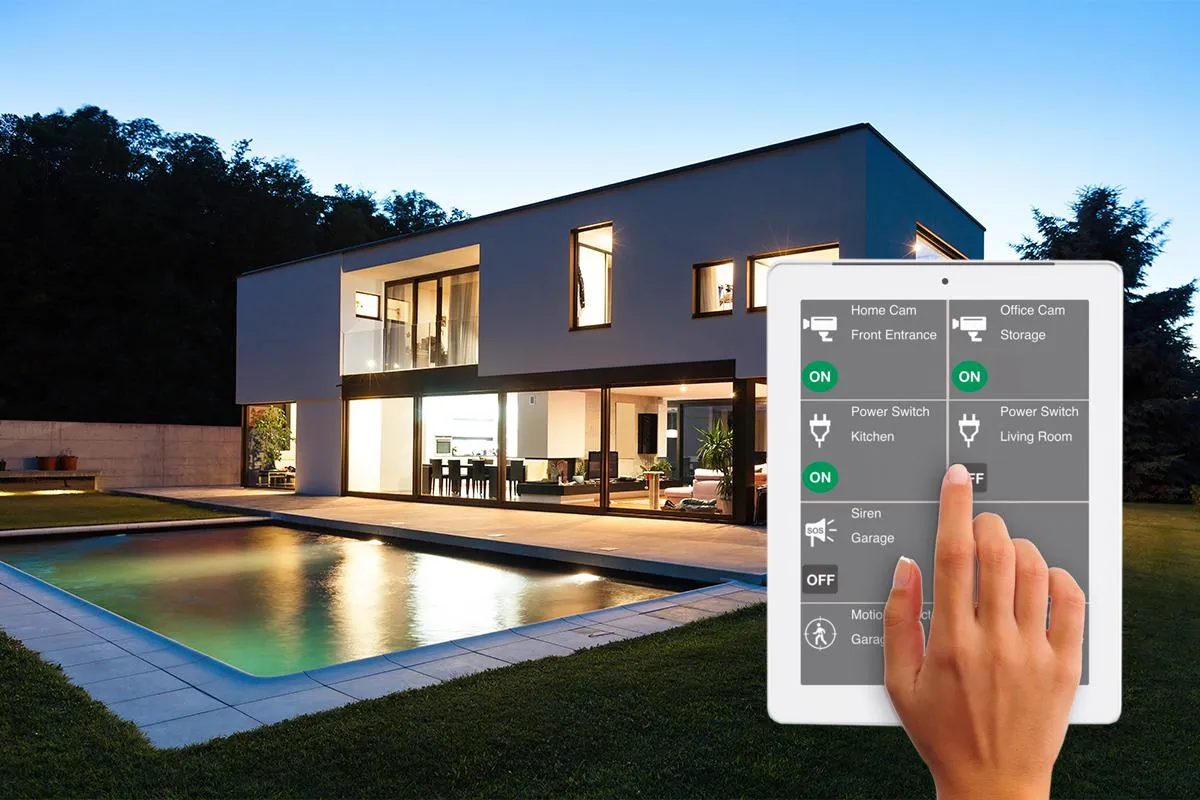 Home Cam
Front Entrance
ON
Office Cam
Storage
ON
Power Switch
Kitchen
ON
Power Switch
Living Room
SOS
Siren
Garage
OFF